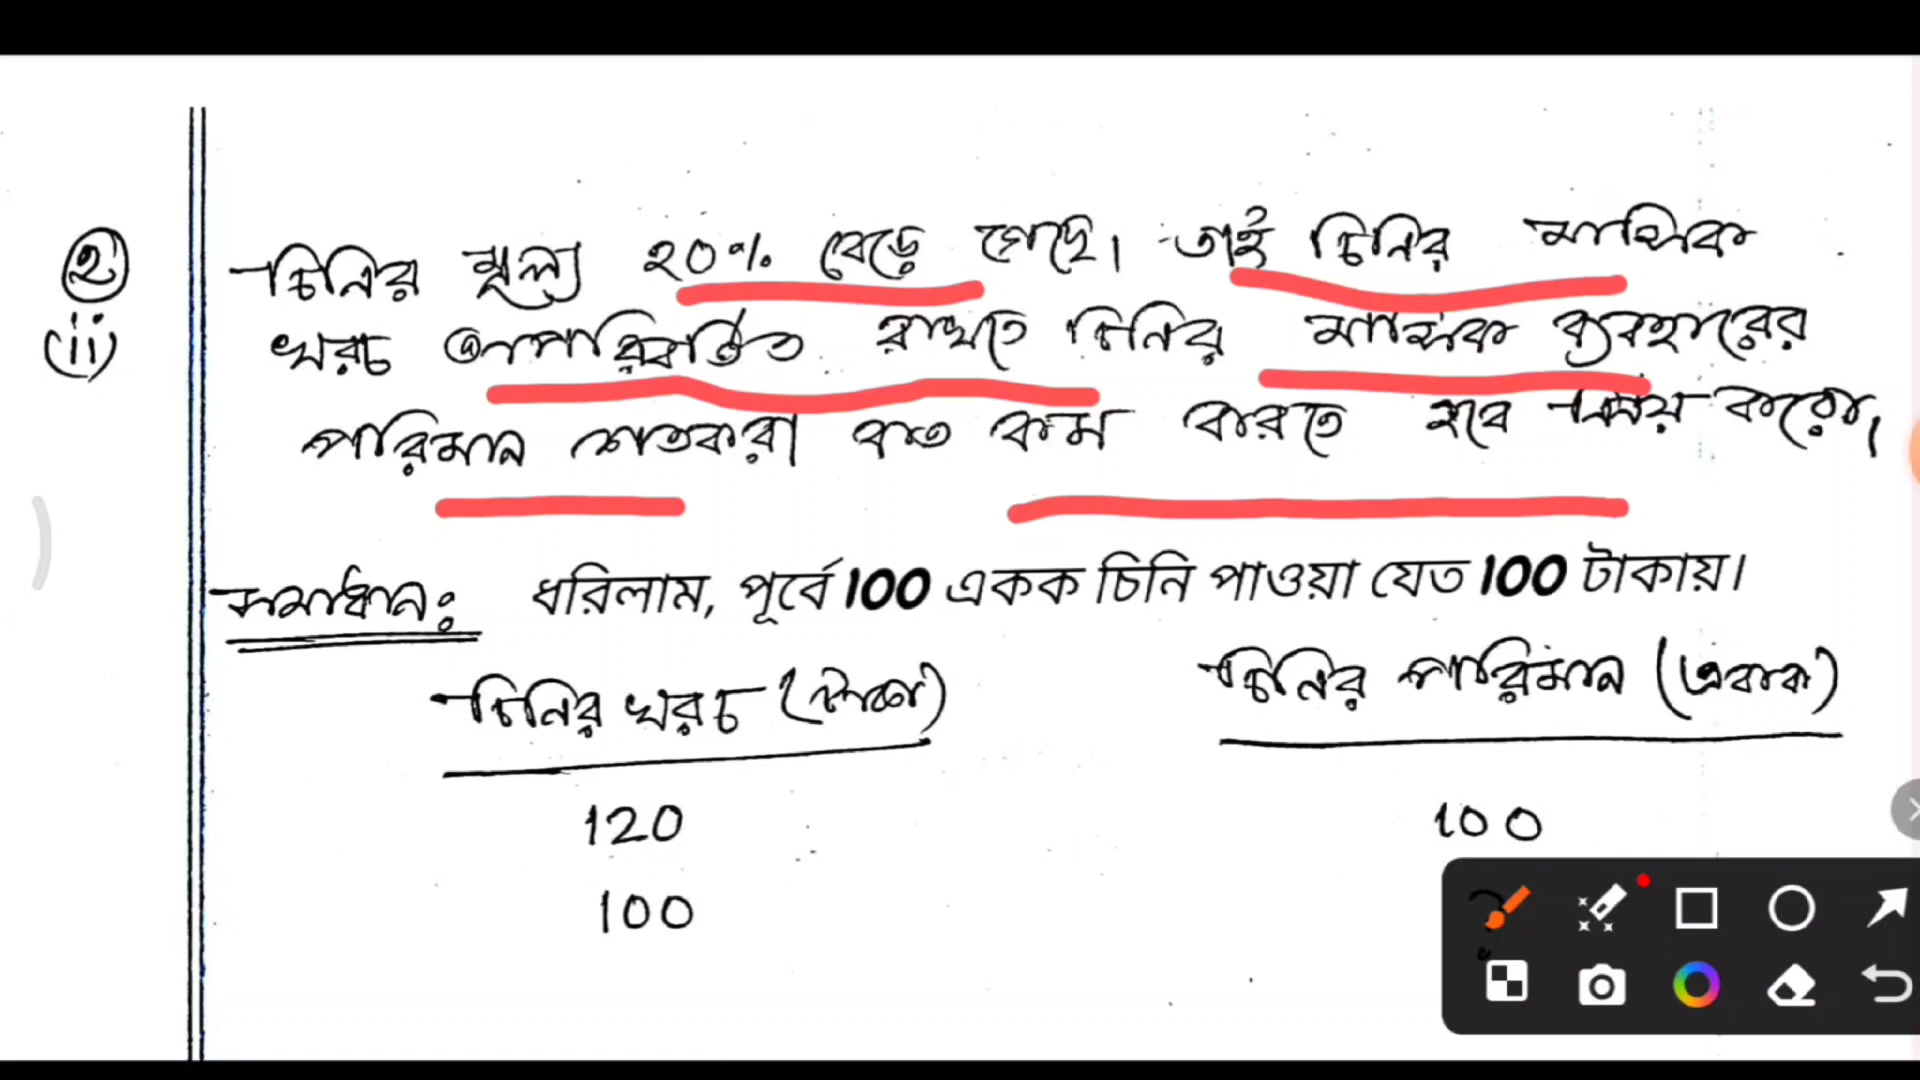 ২
(ii)
চিনির মূল্য ২০% বেড়ে গেছে। তাই চিনির মাসিক
খরচ অপরিবর্তিত রাখতে চিনির মাসিক ব্যবহারের
পরিমান শতকরা কত কম করতে হবে নির্ণয় করো।
সমাধান: ধরিলাম, পূর্বে 100 একক চিনি পাওয়া যেত 100 টাকায়।
চিনির খরচ (টাকা) চিনির পরিমান (একক)
120 100
100